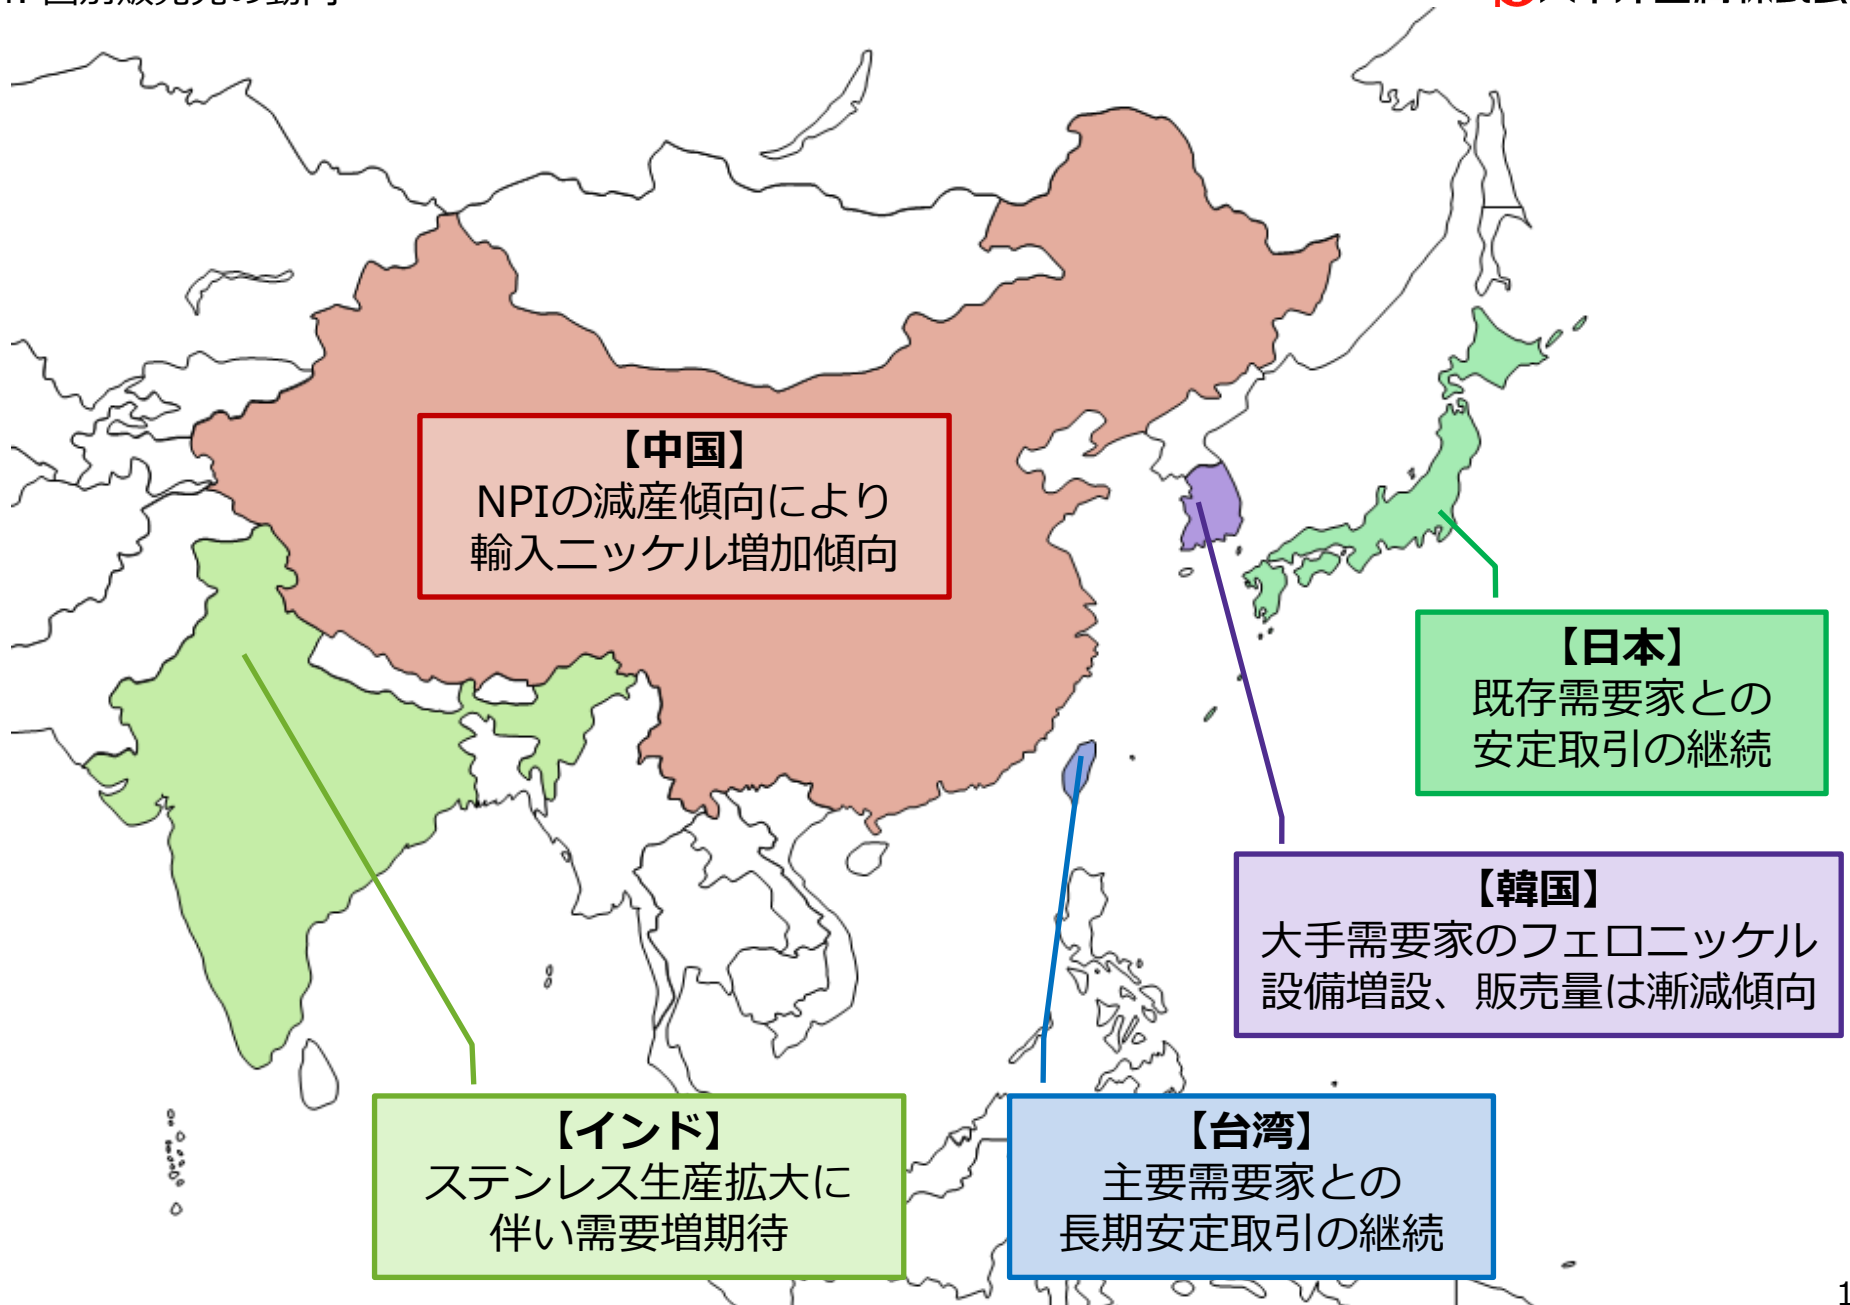 【中国】
NPIの減産傾向により
輸入ニッケル増加傾向
【日本】
既存需要家との
安定取引の継続
【韓国】
大手需要家のフェロニッケル
設備増設、販売量は漸減傾向
【インド】
ステンレス生産拡大に
伴い需要増期待
【台湾】
主要需要家との
長期安定取引の継続